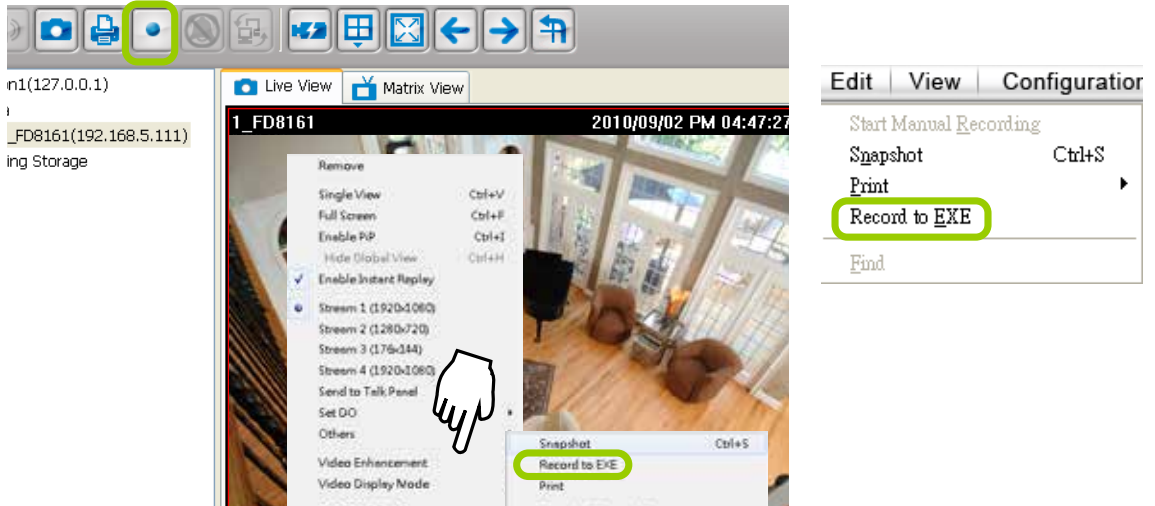 n1(127.0.0.1)
_FD8161(192.168.5.111)
ing Storage
Live View
Matrix View
1_FD8161
2010/09/02 PM 04:47:27
Remove
Single View Ctrl+V
Full Screen Ctrl+F
Enable PiP Ctrl+I
Hide Global View Ctrl+H
Enable Instant Replay
Stream 1 (1920x1080)
Stream 2 (1280x720)
Stream 3 (176x144)
Stream 4 (1920x1080)
Send to Talk Panel
Set DO
Others
Video Enhancement
Video Display Mode
Snapshot Ctrl+S
Record to EXE
Print
Edit View Configuration
Start Manual Recording
Snapshot Ctrl+S
Print
Record to EXE
Find